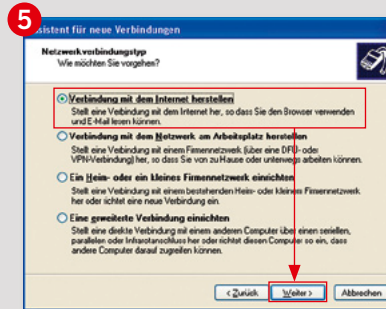 5
sistent für neue Verbindungen
Netzwerkverbindungstyp
Wie möchten Sie vorgehen?
Verbindung mit dem Internet herstellen
Stellt eine Verbindung mit dem Internet her, so dass Sie den Browser verwenden
und E-Mail lesen können.
Verbindung mit dem Netzwerk am Arbeitsplatz herstellen
Stellt eine Verbindung mit einem Firmennetzwerk (über eine DFÜ- oder
VPN-Verbindung) her, so dass Sie von zu Hause oder unterwegs arbeiten können.
Ein Heim- oder ein kleines Firmennetzwerk einrichten
Stellt eine Verbindung mit einem bestehenden Heim- oder kleinem Firmennetzwerk
her oder richtet eine neue Verbindung ein.
Eine erweiterte Verbindung einrichten
Stellt eine direkte Verbindung mit einem anderen Computer über einen seriellen,
parallelen oder Infrarotanschluss her oder richtet diesen Computer so ein, dass
andere Computer darauf zugreifen können.
< Zurück Weiter > Abbrechen